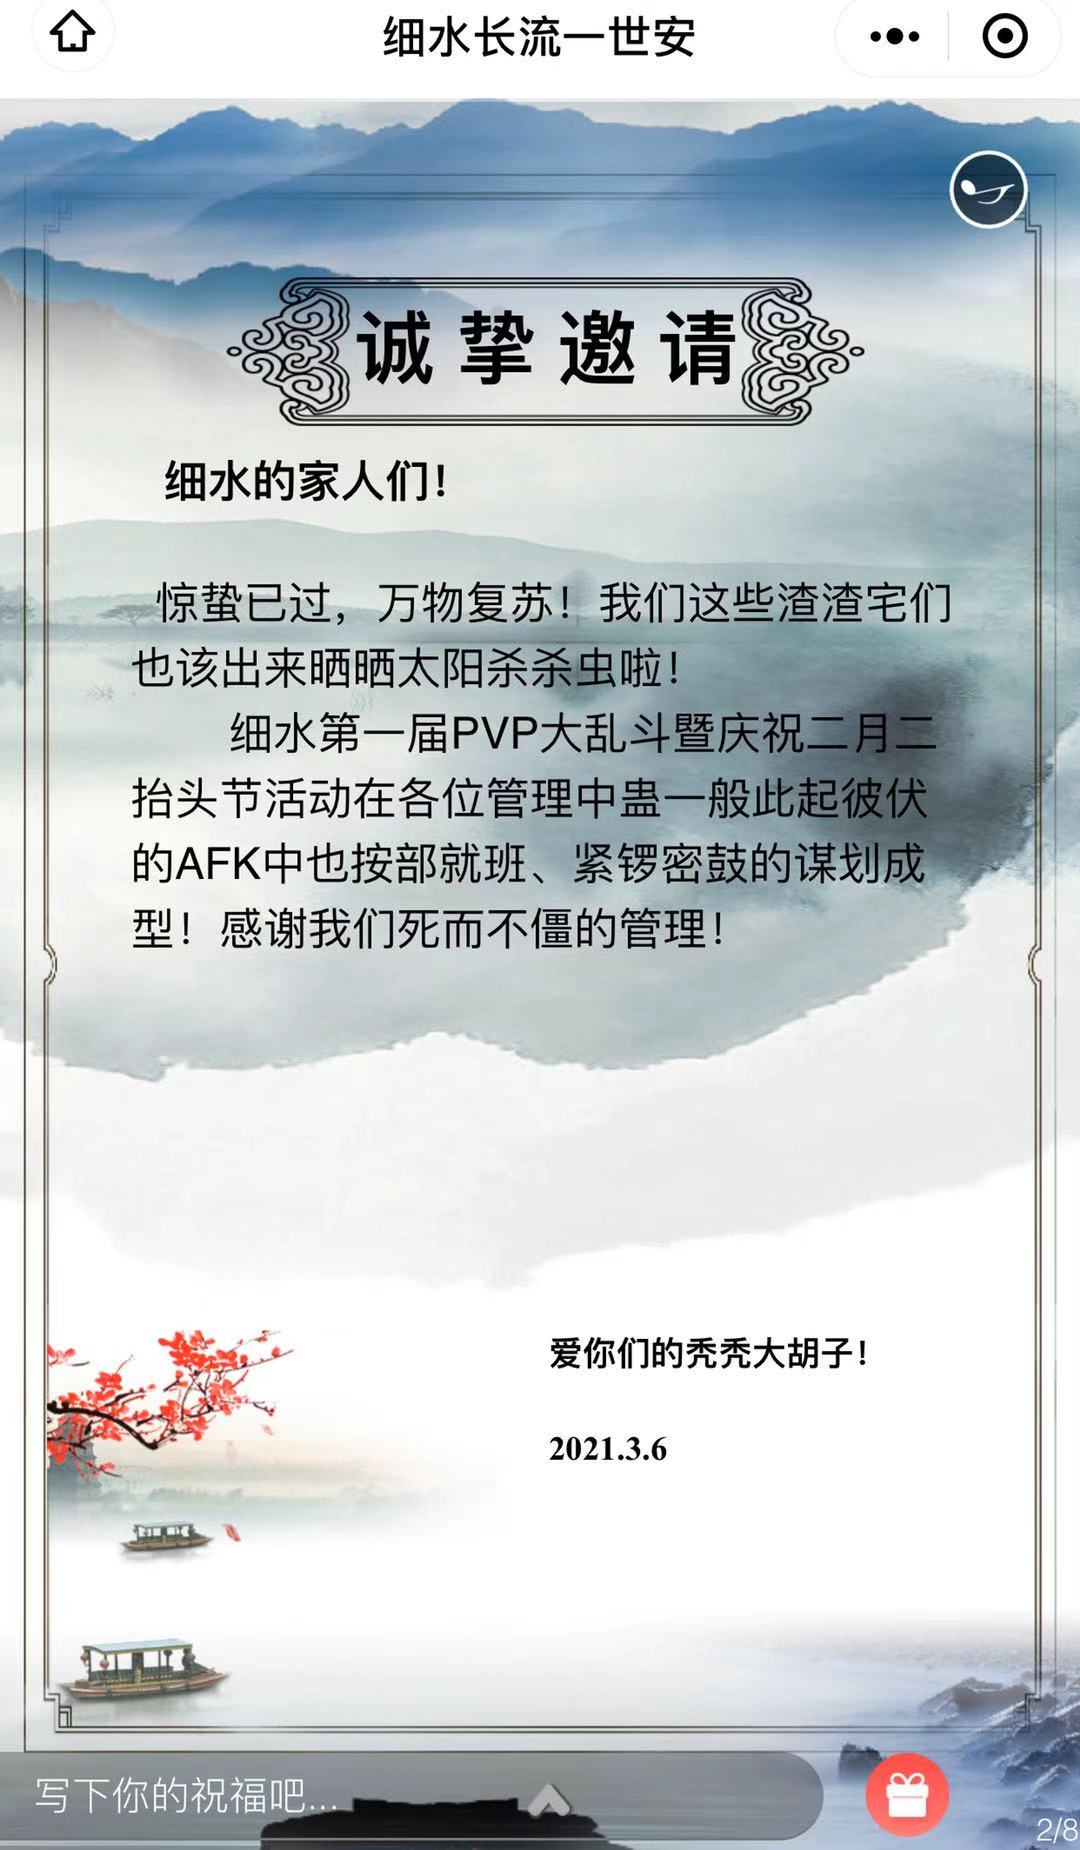 细水长流一世安
诚挚邀请
细水的家人们！
惊蛰已过，万物复苏！我们这些渣渣宅们
也该出来晒晒太阳杀杀虫啦！
细水第一届PVP大乱斗暨庆祝二月二
抬头节活动在各位管理中蛊一般此起彼伏
的AFK中也按部就班、紧锣密鼓的谋划成
型！感谢我们死而不僵的管理！
爱你们的秃秃大胡子！
2021.3.6
写下你的祝福吧...
2/8